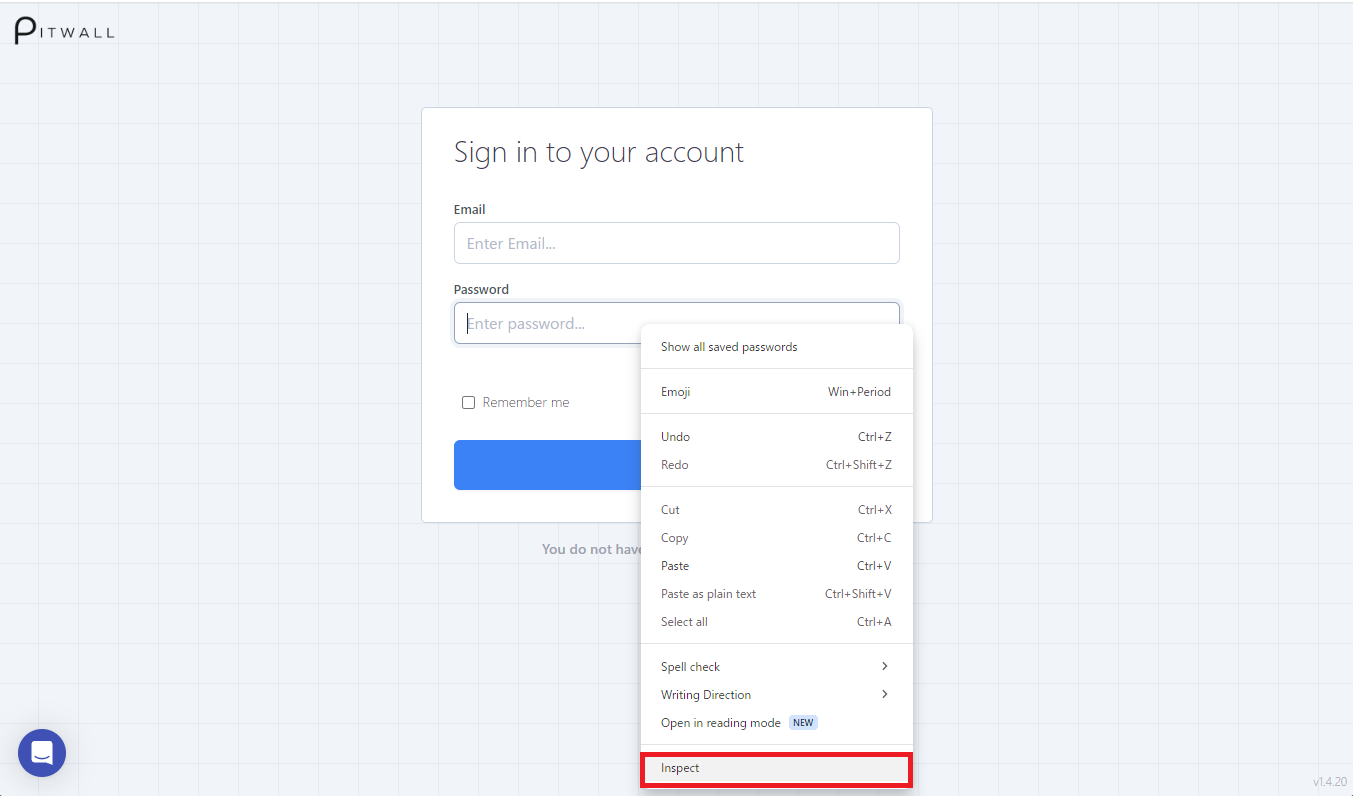 PITWALL
Sign in to your account
Email
Enter Email...
Password
Enter password...
Remember me
You do not have
Show all saved passwords
Emoji Win+Period
Undo Ctrl+Z
Redo Ctrl+Shift+Z
Cut Ctrl+X
Copy Ctrl+C
Paste Ctrl+V
Paste as plain text Ctrl+Shift+V
Select all Ctrl+A
Spell check
Writing Direction
Open in reading mode NEW
Inspect
v1.4.20